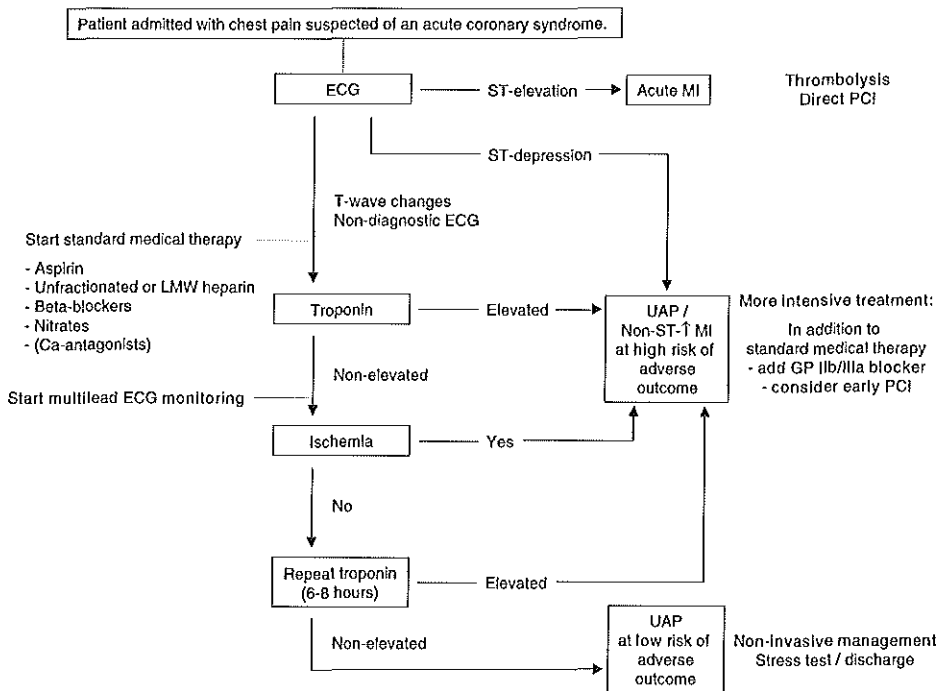 Patient admitted with chest pain suspected of an acute coronary syndrome.
ECG
ST-elevation
Acute MI
Thrombolysis
Direct PCI
ST-depression
T-wave changes
Non-diagnostic ECG
Start standard medical therapy
- Aspirin
- Unfractionated or LMW heparin
- Beta-blockers
- Nitrates
- (Ca-antagonists)
Troponin
Elevated
UAP /
Non-ST-↑ MI
at high risk of
adverse
outcome
More intensive treatment:
In addition to
standard medical therapy
- add GP IIb/IIIa blocker
- consider early PCI
Non-elevated
Start multilead ECG monitoring
Ischemia
Yes
No
Repeat troponin
(6-8 hours)
Elevated
Non-elevated
UAP
at low risk of
adverse
outcome
Non-invasive management
Stress test / discharge